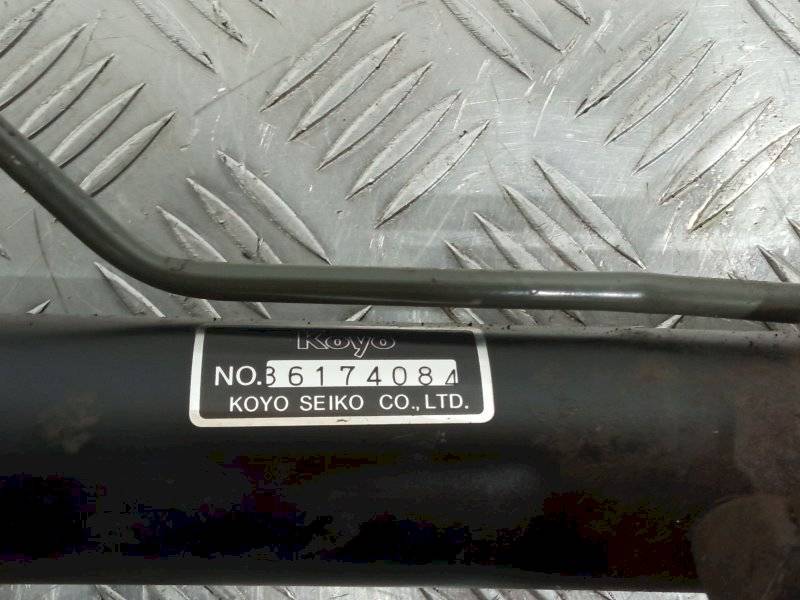 Koyo
NO.36174084
KOYO SEIKO CO., LTD.